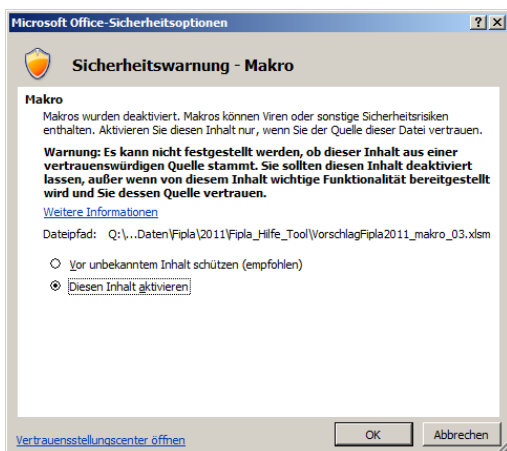 Microsoft Office-Sicherheitsoptionen
Sicherheitswarnung - Makro
Makro
Makros wurden deaktiviert. Makros können Viren oder sonstige Sicherheitsrisiken
enthalten. Aktivieren Sie diesen Inhalt nur, wenn Sie der Quelle dieser Datei vertrauen.
Warnung: Es kann nicht festgestellt werden, ob dieser Inhalt aus einer
vertrauenswürdigen Quelle stammt. Sie sollten diesen Inhalt deaktiviert
lassen, außer wenn von diesem Inhalt wichtige Funktionalität bereitgestellt
wird und Sie dessen Quelle vertrauen.
Weitere Informationen
Dateipfad: Q:\...Daten\Fipla\2011\Fipla_Hilfe_Tool\VorschlagFipla2011_makro_03.xlsm
Vor unbekanntem Inhalt schützen (empfohlen)
Diesen Inhalt aktivieren
Vertrauensstellungscenter öffnen
OK
Abbrechen